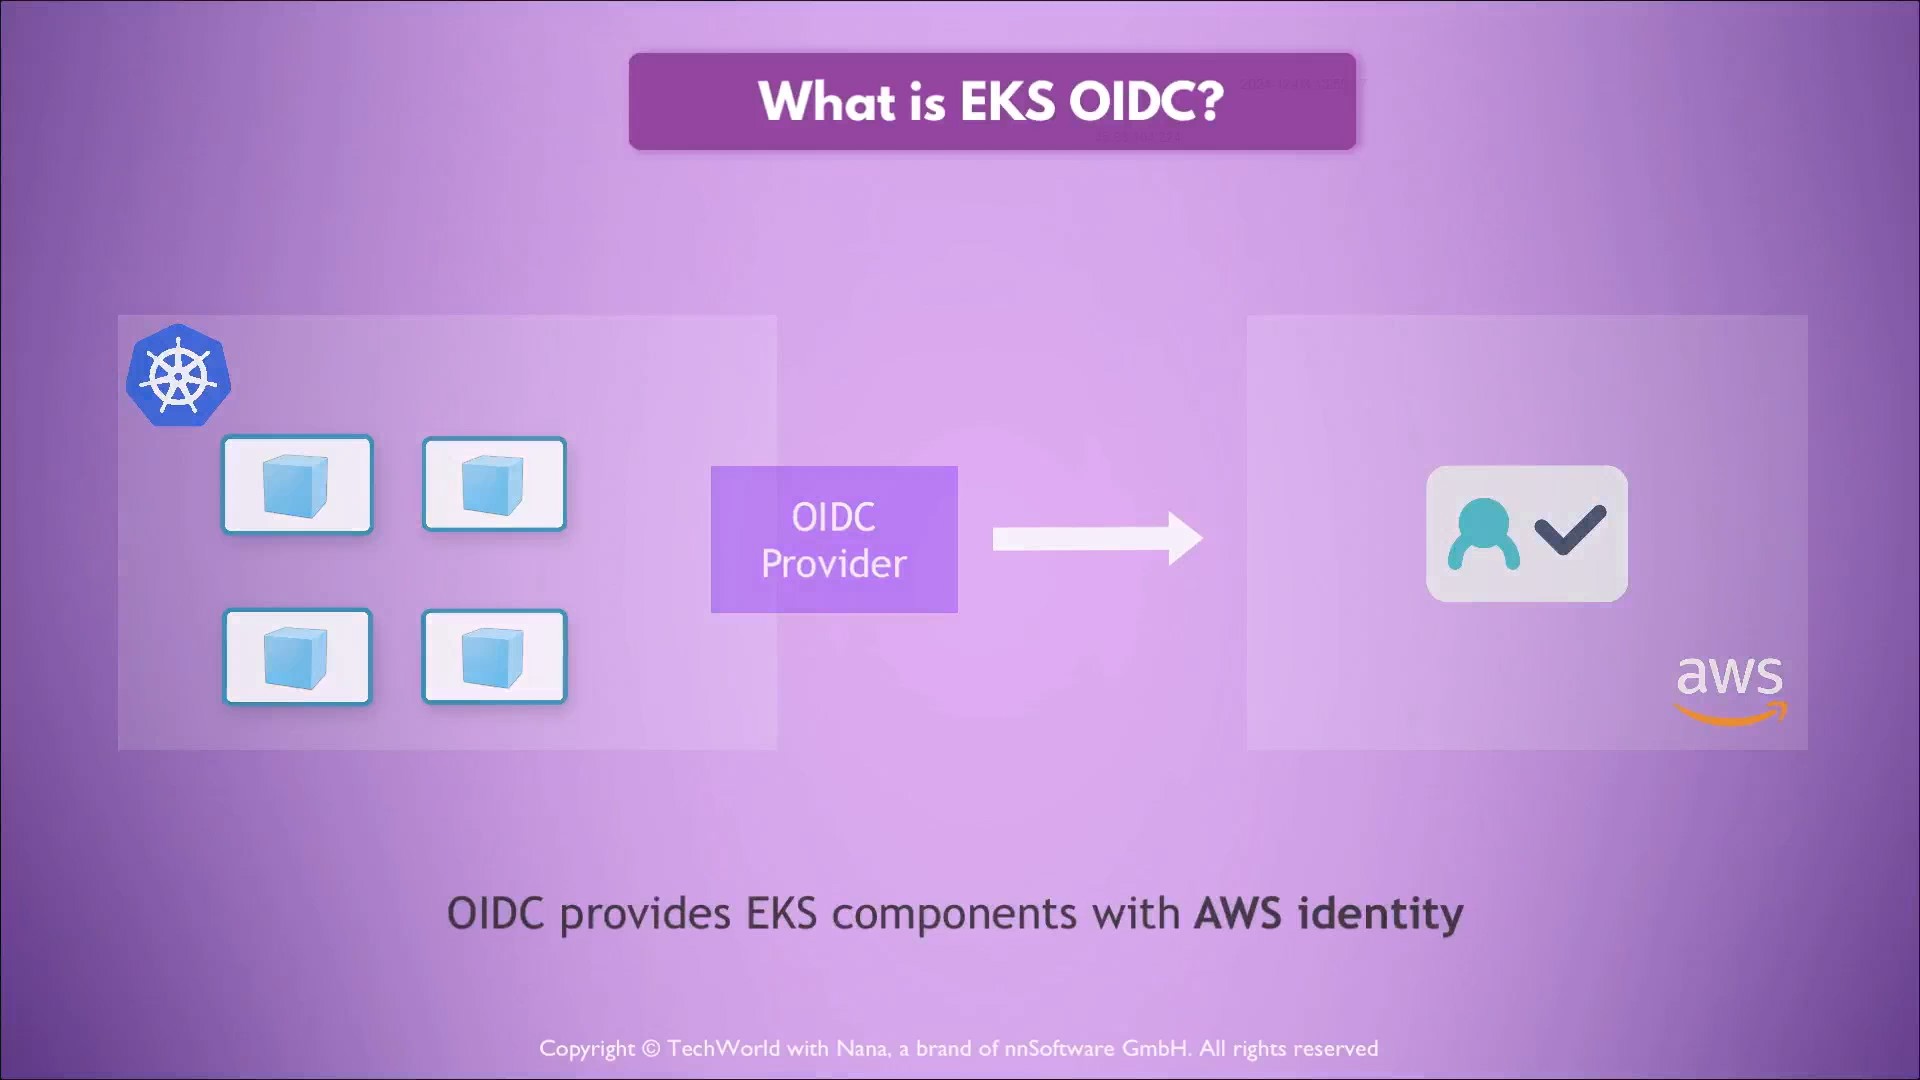 What is EKS OIDC?
OIDC
Provider
aws
OIDC provides EKS components with AWS identity
Copyright © TechWorld with Nana, a brand of nnSoftware GmbH. All rights reserved